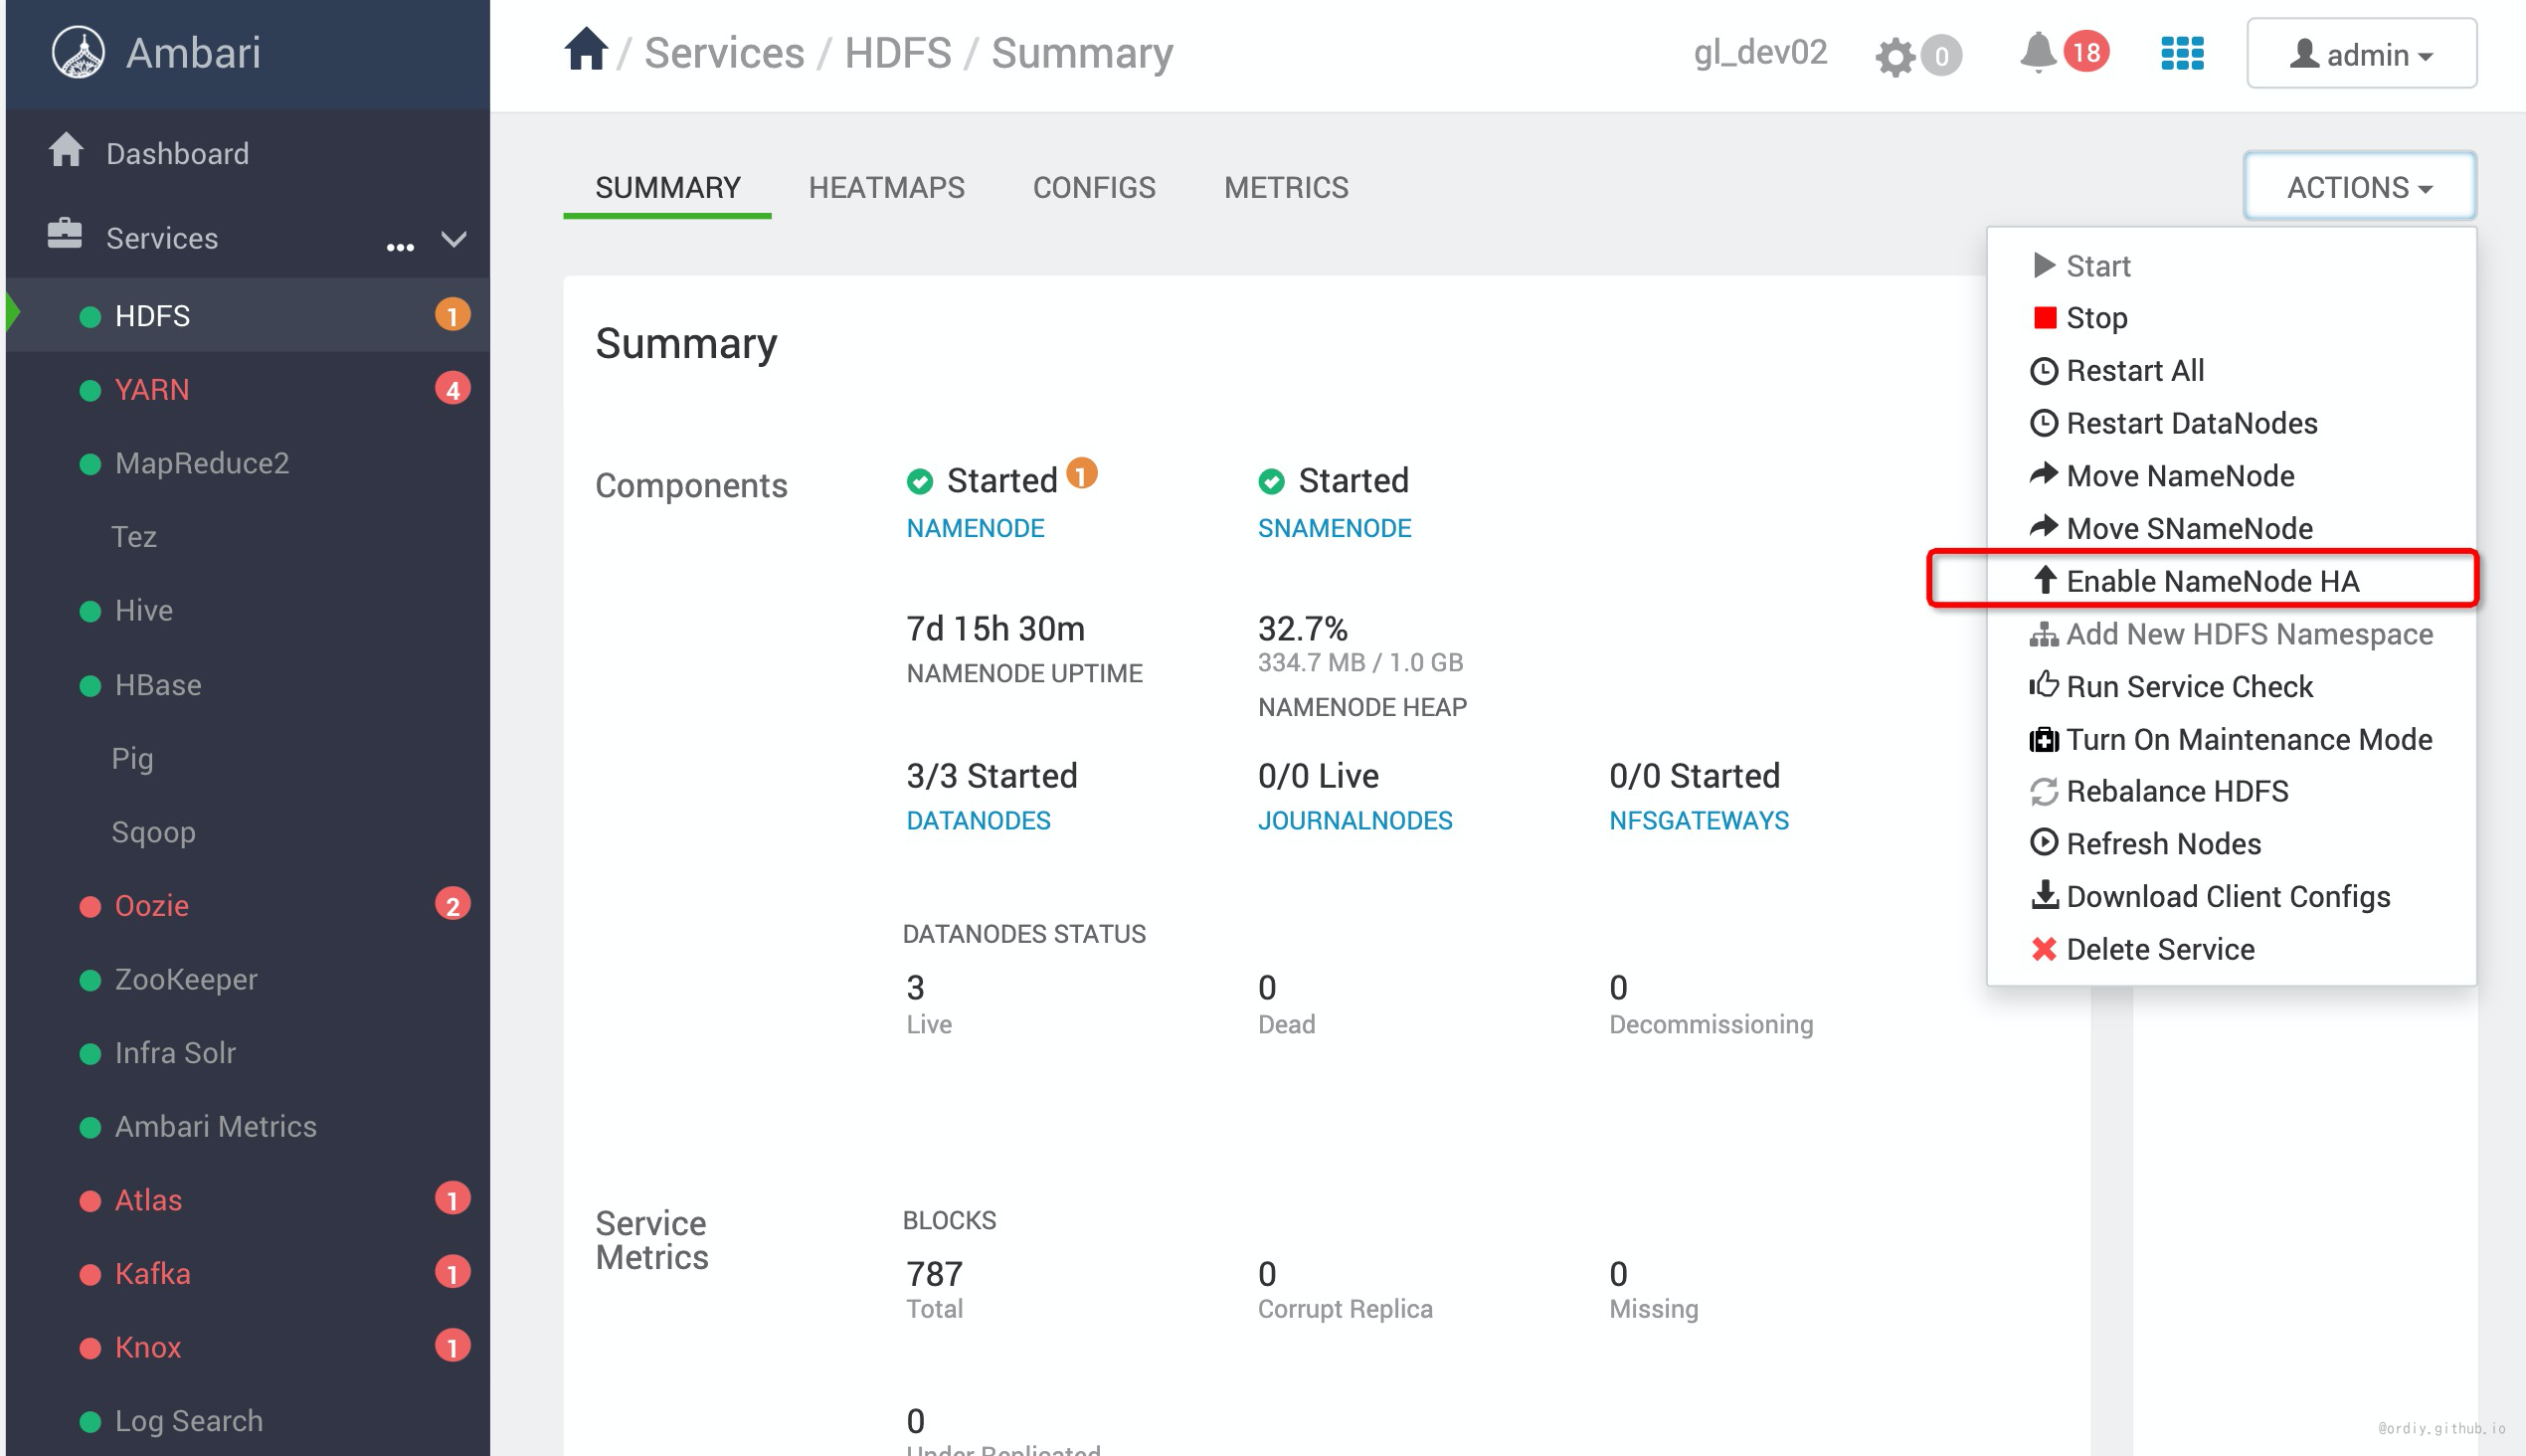 Ambari
/ Services / HDFS / Summary
gl_dev02
0
18
admin
Dashboard
Services
...
HDFS
1
YARN
4
MapReduce2
Tez
Hive
HBase
Pig
Sqoop
Oozie
2
ZooKeeper
Infra Solr
Ambari Metrics
Atlas
1
Kafka
1
Knox
1
Log Search
SUMMARY
HEATMAPS
CONFIGS
METRICS
ACTIONS
Start
Stop
Restart All
Restart DataNodes
Move NameNode
Move SNameNode
Enable NameNode HA
Add New HDFS Namespace
Run Service Check
Turn On Maintenance Mode
Rebalance HDFS
Refresh Nodes
Download Client Configs
Delete Service
Summary
Components
Started 1
NAMENODE
Started
SNAMENODE
7d 15h 30m
NAMENODE UPTIME
32.7%
334.7 MB / 1.0 GB
NAMENODE HEAP
3/3 Started
DATANODES
0/0 Live
JOURNALNODES
0/0 Started
NFSGATEWAYS
DATANODES STATUS
3
Live
0
Dead
0
Decommissioning
Service
Metrics
BLOCKS
787
Total
0
Corrupt Replica
0
Missing
0
Under Replicated
@ordiy.github.io